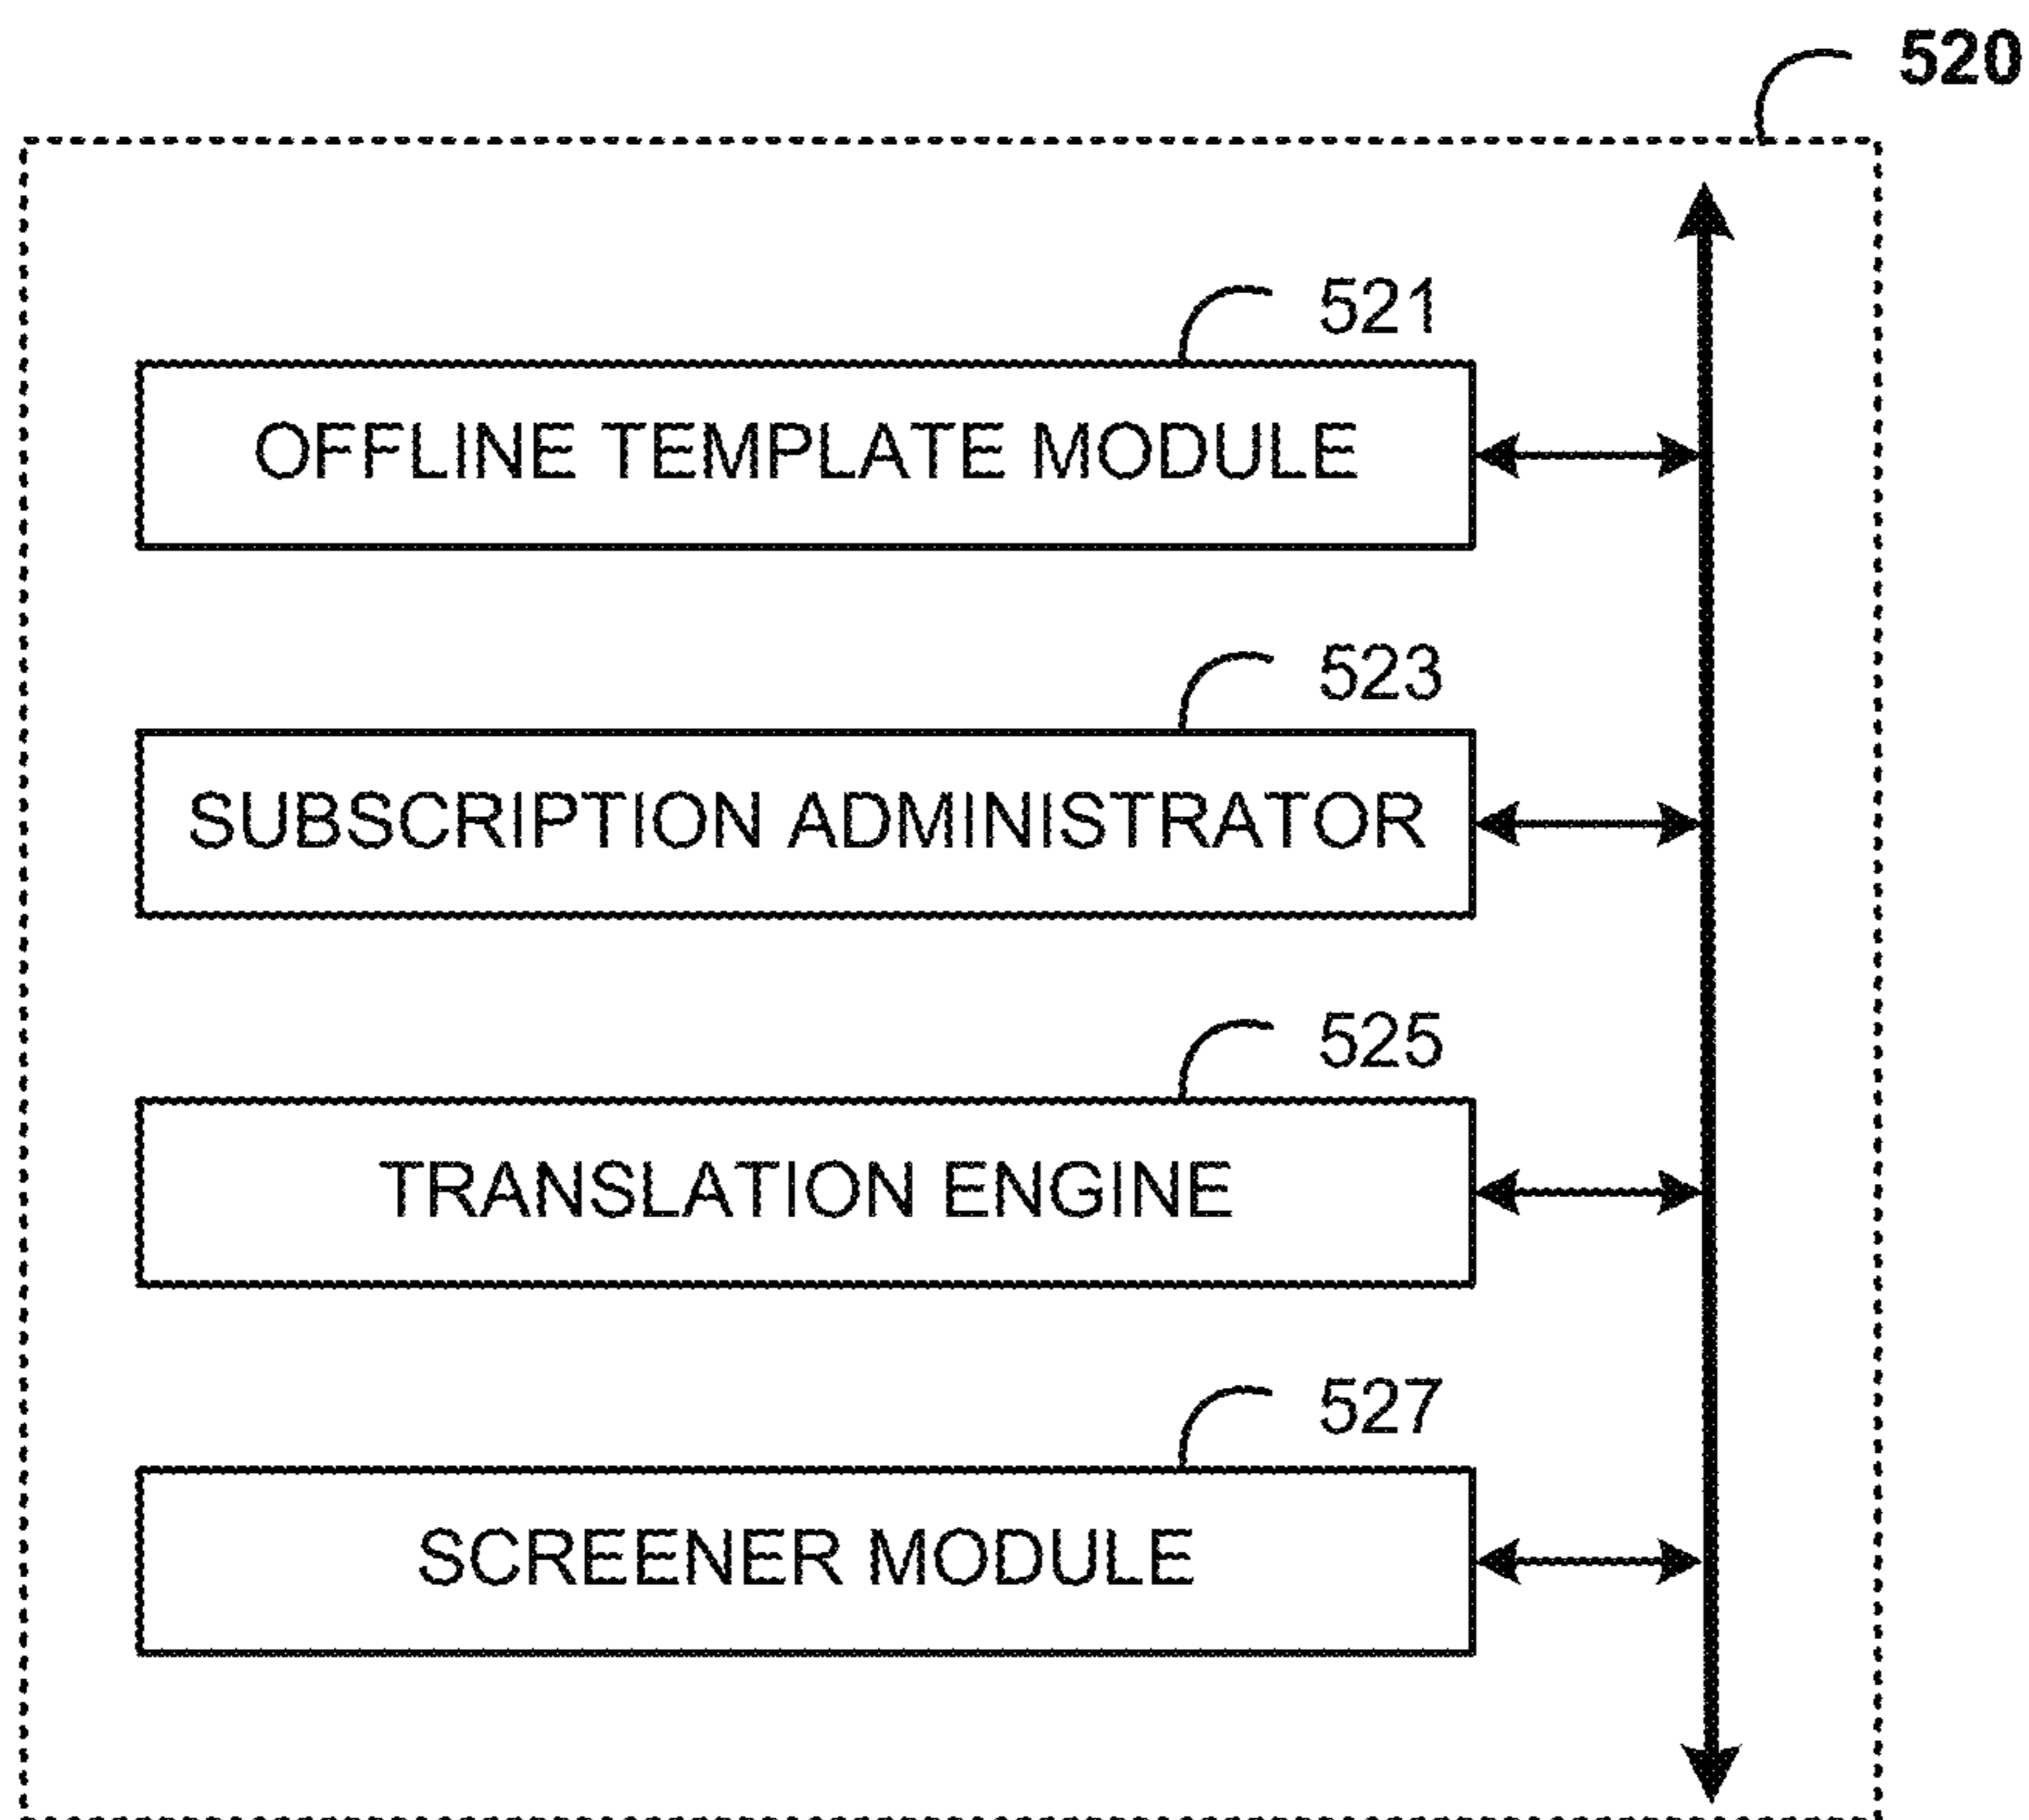 520
521
OFFLINE TEMPLATE MODULE
523
SUBSCRIPTION ADMINISTRATOR
525
TRANSLATION ENGINE
527
SCREENER MODULE